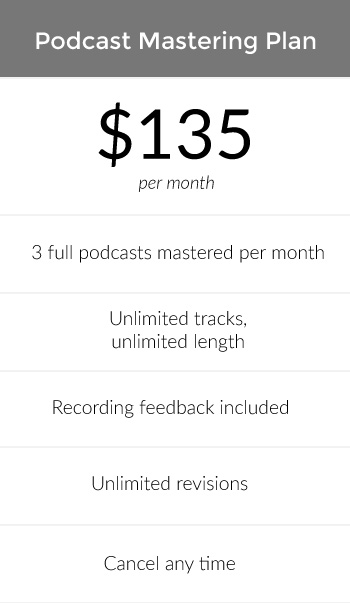 Podcast Mastering Plan
$135
per month
3 full podcasts mastered per month
Unlimited tracks,
unlimited length
Recording feedback included
Unlimited revisions
Cancel any time